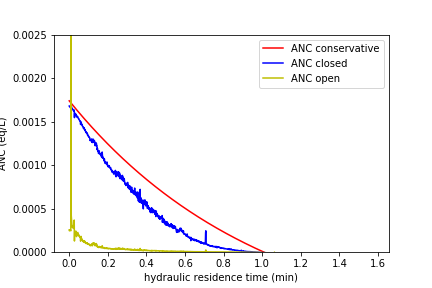 0.0025
0.0020
0.0015
0.0010
0.0005
0.0000
ANC (eq/L)
ANC conservative
ANC closed
ANC open
0.0 0.2 0.4 0.6 0.8 1.0 1.2 1.4 1.6
hydraulic residence time (min)